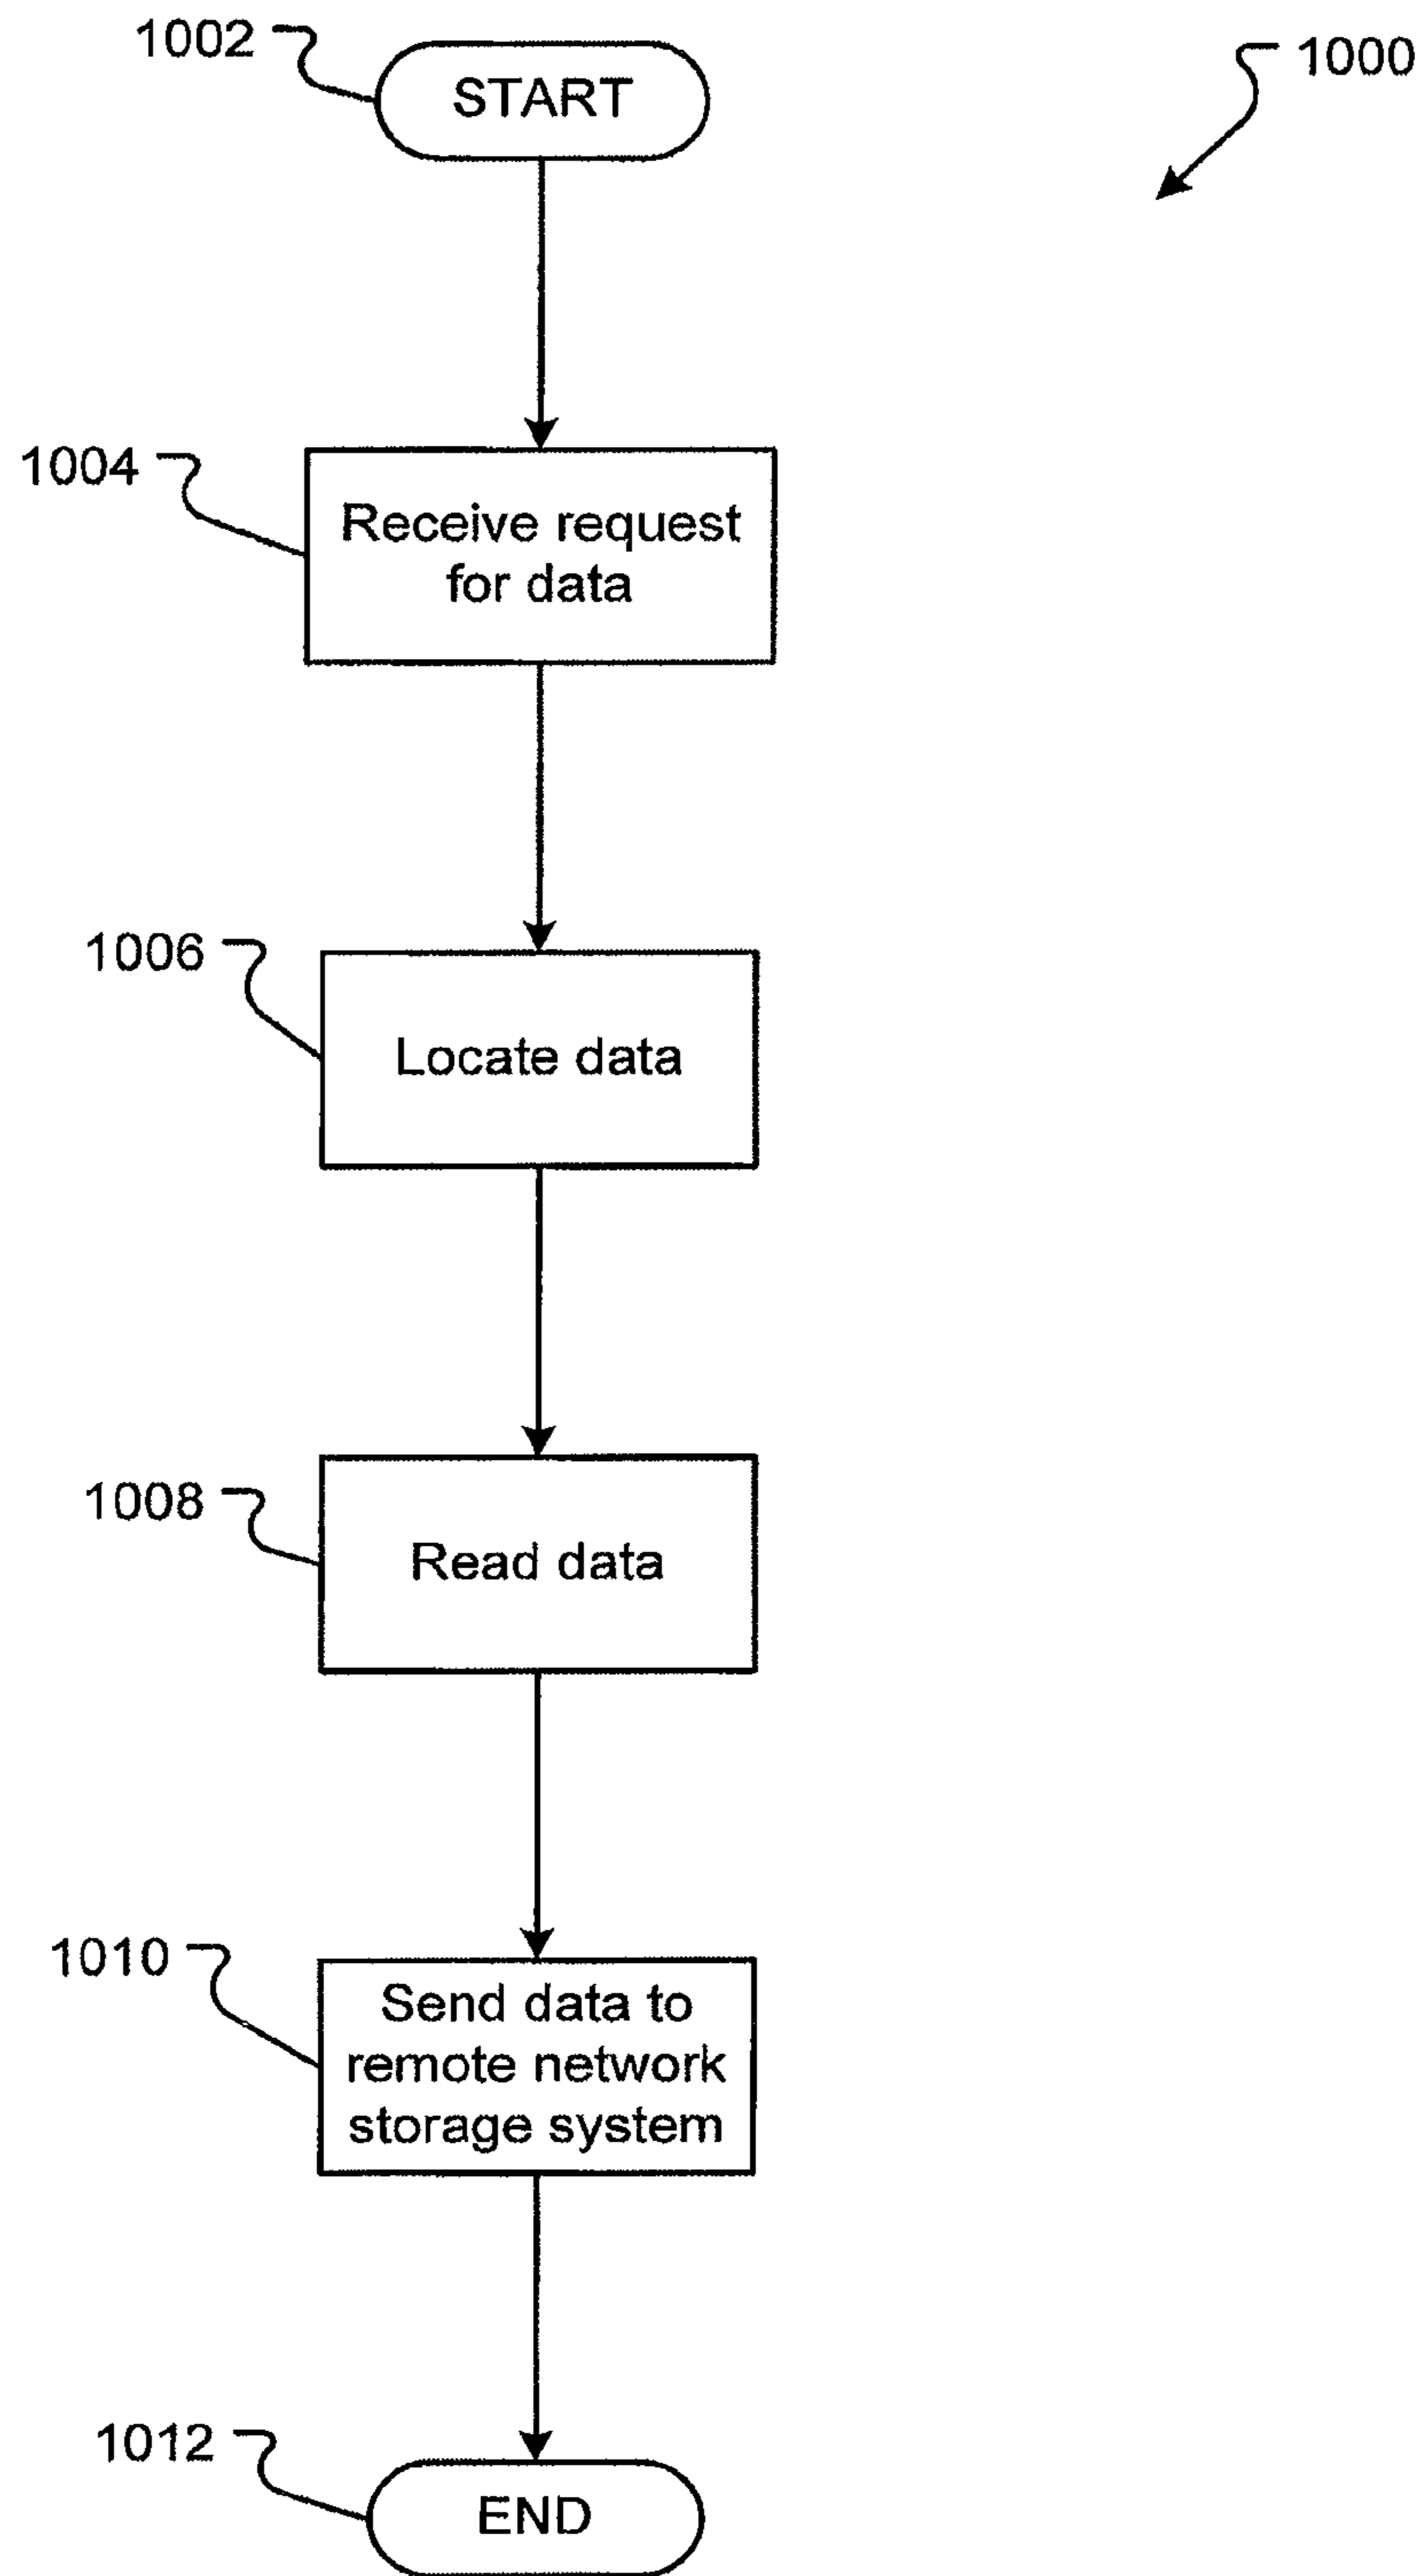 1002
START
1000
1004
Receive request
for data
1006
Locate data
1008
Read data
1010
Send data to
remote network
storage system
1012
END